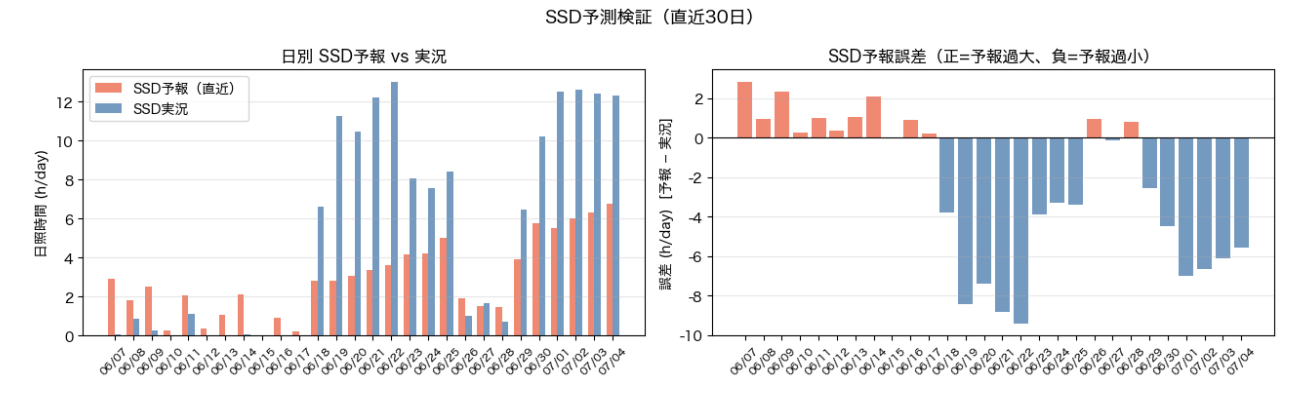 SSD予測検証（直近30日）
日別 SSD予報 vs 実況
SSD予報（直近）
SSD実況
日照時間 (h/day)
12
10
8
6
4
2
0
06/07 06/08 06/09 06/10 06/11 06/12 06/13 06/14 06/15 06/16 06/17 06/18 06/19 06/20 06/21 06/22 06/23 06/24 06/25 06/26 06/27 06/28 06/29 06/30 07/01 07/02 07/03 07/04
SSD予報誤差（正=予報過大、負=予報過小）
誤差 (h/day) [予報 − 実況]
2
0
-2
-4
-6
-8
-10
06/07 06/08 06/09 06/10 06/11 06/12 06/13 06/14 06/15 06/16 06/17 06/18 06/19 06/20 06/21 06/22 06/23 06/24 06/25 06/26 06/27 06/28 06/29 06/30 07/01 07/02 07/03 07/04